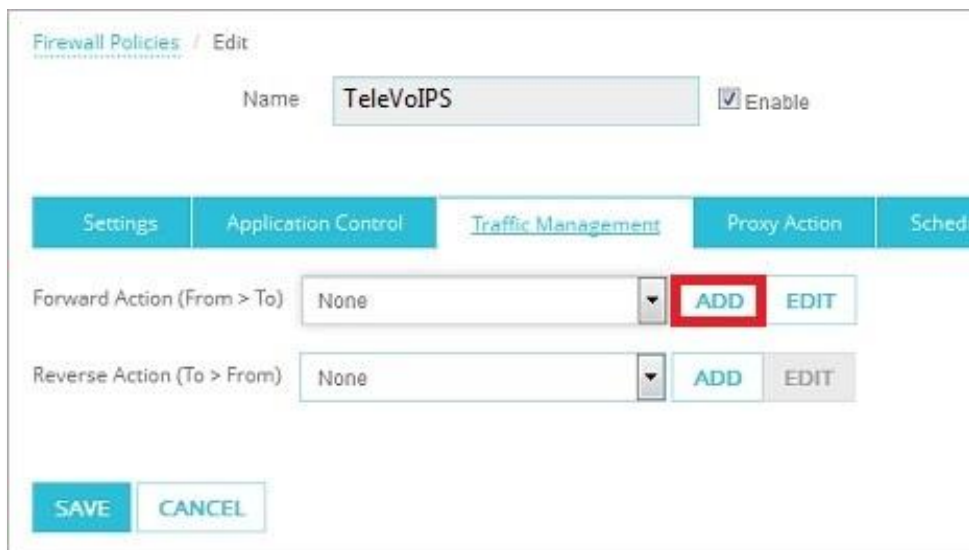 Firewall Policies / Edit
Name TeleVoIPS Enable
Settings Application Control Traffic Management Proxy Action Sched
Forward Action (From > To) None ADD EDIT
Reverse Action (To > From) None ADD EDIT
SAVE CANCEL